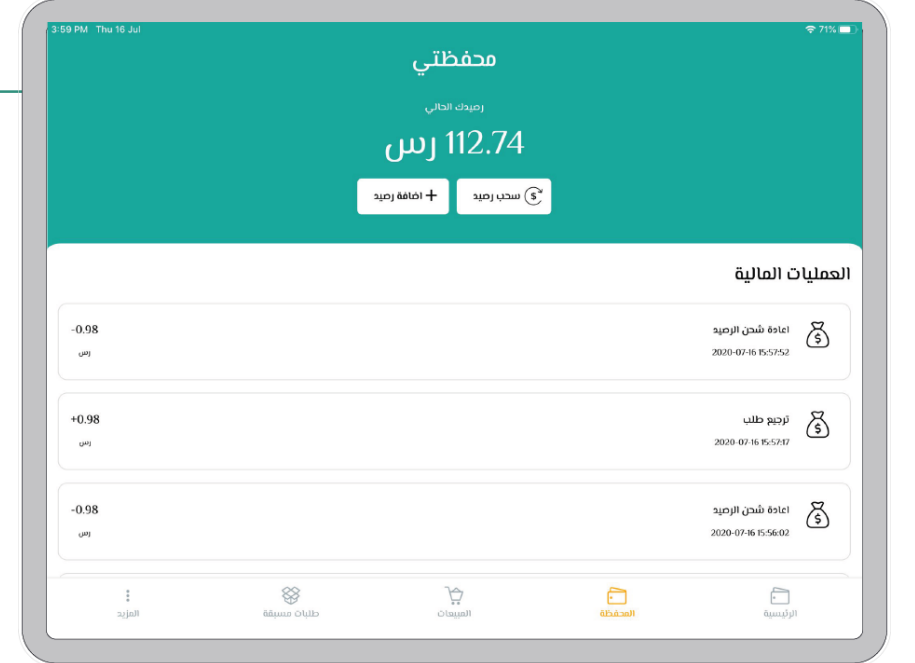 3:59 PM Thu 16 Jul
71%
محفظتي
رصيدك الحالي
112.74 رس
سحب رصيد
اضافة رصيد
العمليات المالية
اعادة شحن الرصيد
2020-07-16 15:57:52
-0.98
رس
ترجيع طلب
2020-07-16 15:57:17
+0.98
رس
اعادة شحن الرصيد
2020-07-16 15:56:02
-0.98
رس
الرئيسية
المحفظة
المبيعات
طلبات مسبقة
المزيد